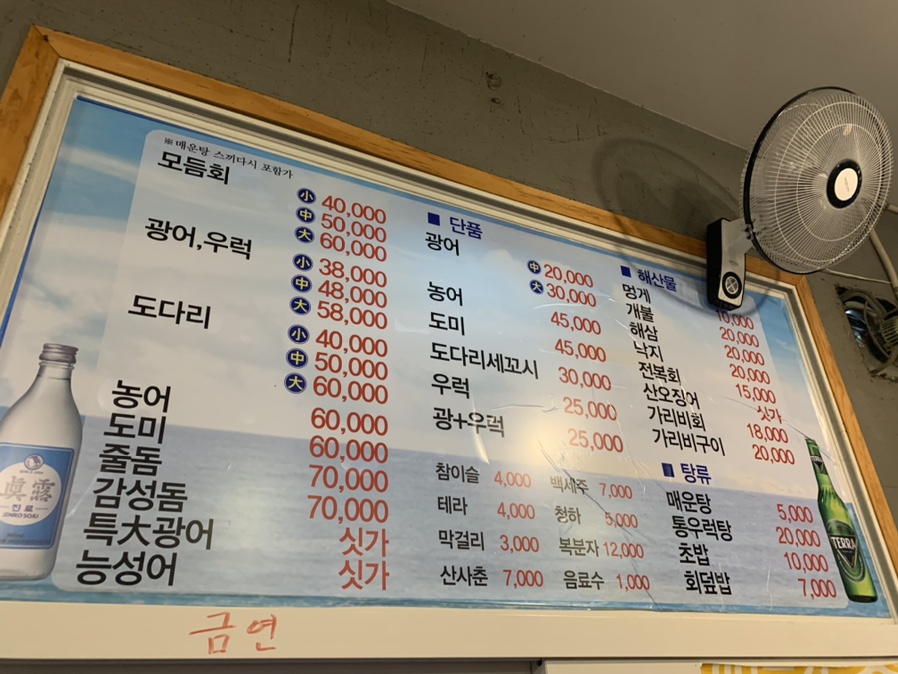 ※매운탕 스끼다시 포함가
모듬회 小 40,000
中 50,000
大 60,000
광어,우럭 小 38,000
中 48,000
大 58,000
도다리 小 40,000
中 50,000
大 60,000
농어 60,000
도미 60,000
줄돔 70,000
감성돔 70,000
특大광어 싯가
능성어 싯가
■ 단품
광어 中 20,000
大 30,000
농어 45,000
도미 45,000
도다리세꼬시 30,000
우럭 25,000
광+우럭 25,000
참이슬 4,000 백세주 7,000
테라 4,000 청하 5,000
막걸리 3,000 복분자 12,000
산사춘 7,000 음료수 1,000
■ 해산물
멍게 10,000
개불 20,000
해삼 20,000
낙지 20,000
전복회 15,000
산오징어 싯가
가리비회 18,000
가리비구이 20,000
■ 탕류
매운탕 5,000
통우럭탕 20,000
초밥 10,000
회덮밥 7,000
眞露
진로
JINRO SOJU
TERRA
금연